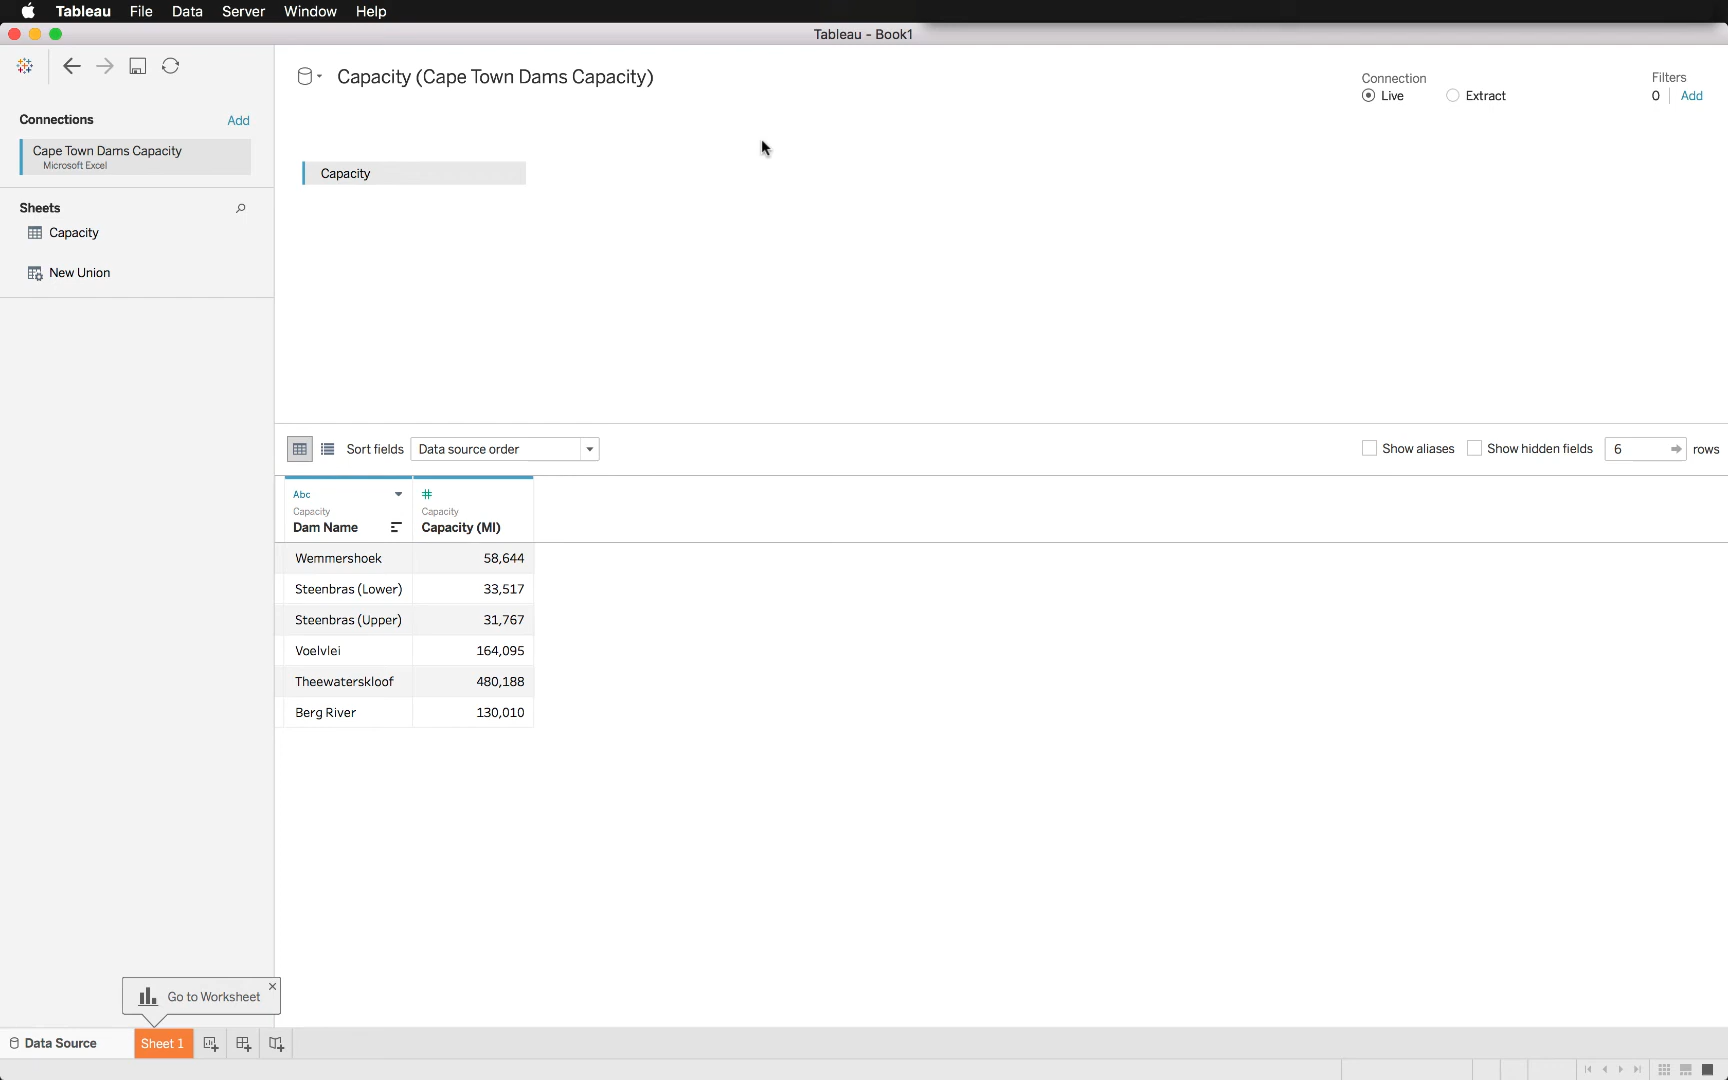 Tableau File Data Server Window Help
Tableau - Book1
Capacity (Cape Town Dams Capacity)
Connection
Live Extract
Filters
0 Add
Connections Add
Cape Town Dams Capacity
Microsoft Excel
Capacity
Sheets
Capacity
New Union
Sort fields Data source order
Show aliases Show hidden fields 6 rows
Abc #
Capacity Capacity
Dam Name Capacity (Ml)
Wemmershoek 58,644
Steenbras (Lower) 33,517
Steenbras (Upper) 31,767
Voelvlei 164,095
Theewaterskloof 480,188
Berg River 130,010
Go to Worksheet
Data Source Sheet 1